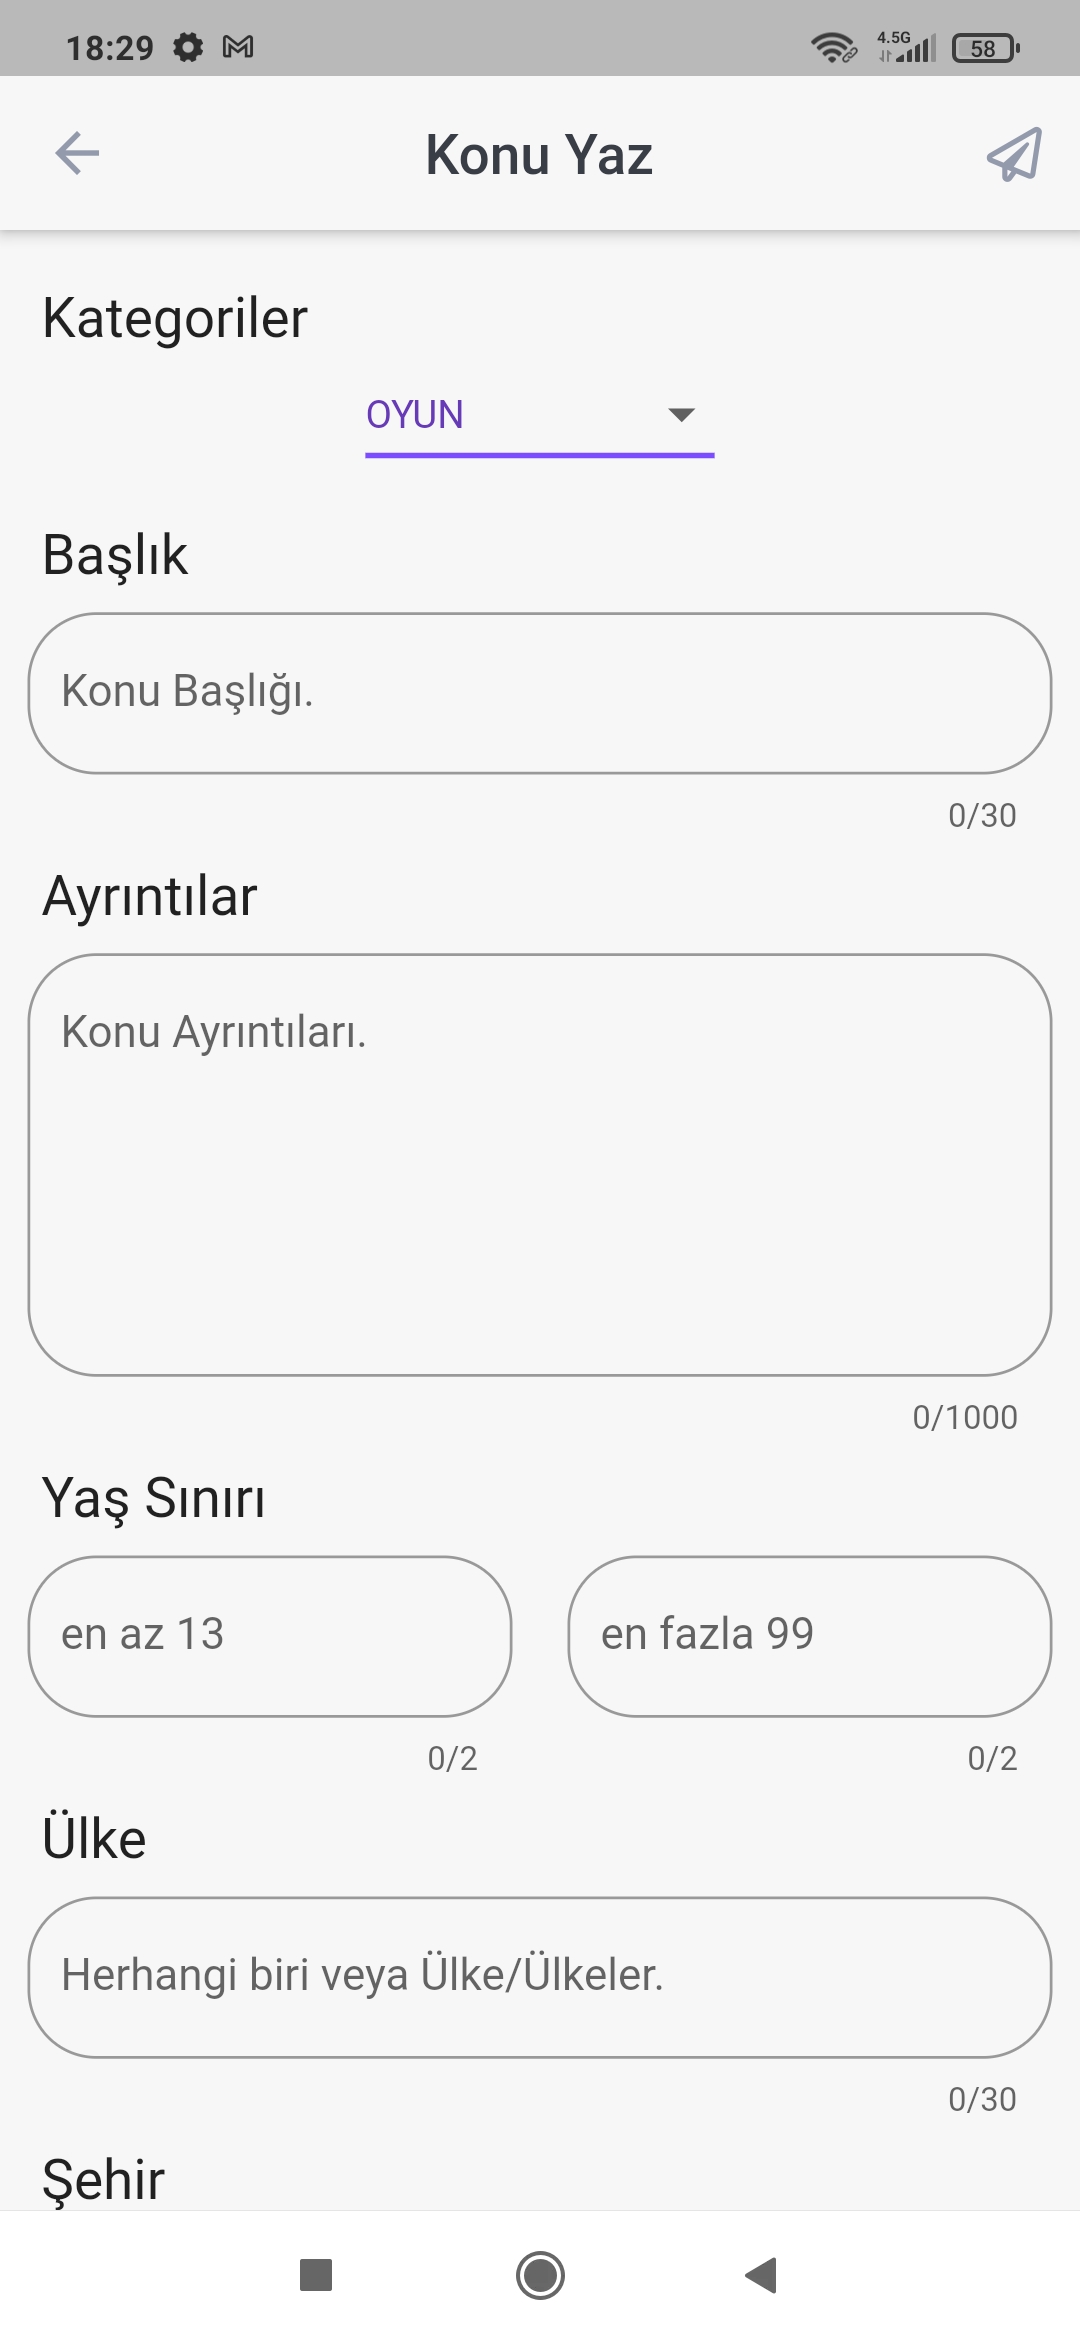 18:29
4.5G
58
Konu Yaz
Kategoriler
OYUN
Başlık
Konu Başlığı.
0/30
Ayrıntılar
Konu Ayrıntıları.
0/1000
Yaş Sınırı
en az 13 en fazla 99
0/2 0/2
Ülke
Herhangi biri veya Ülke/Ülkeler.
0/30
Şehir